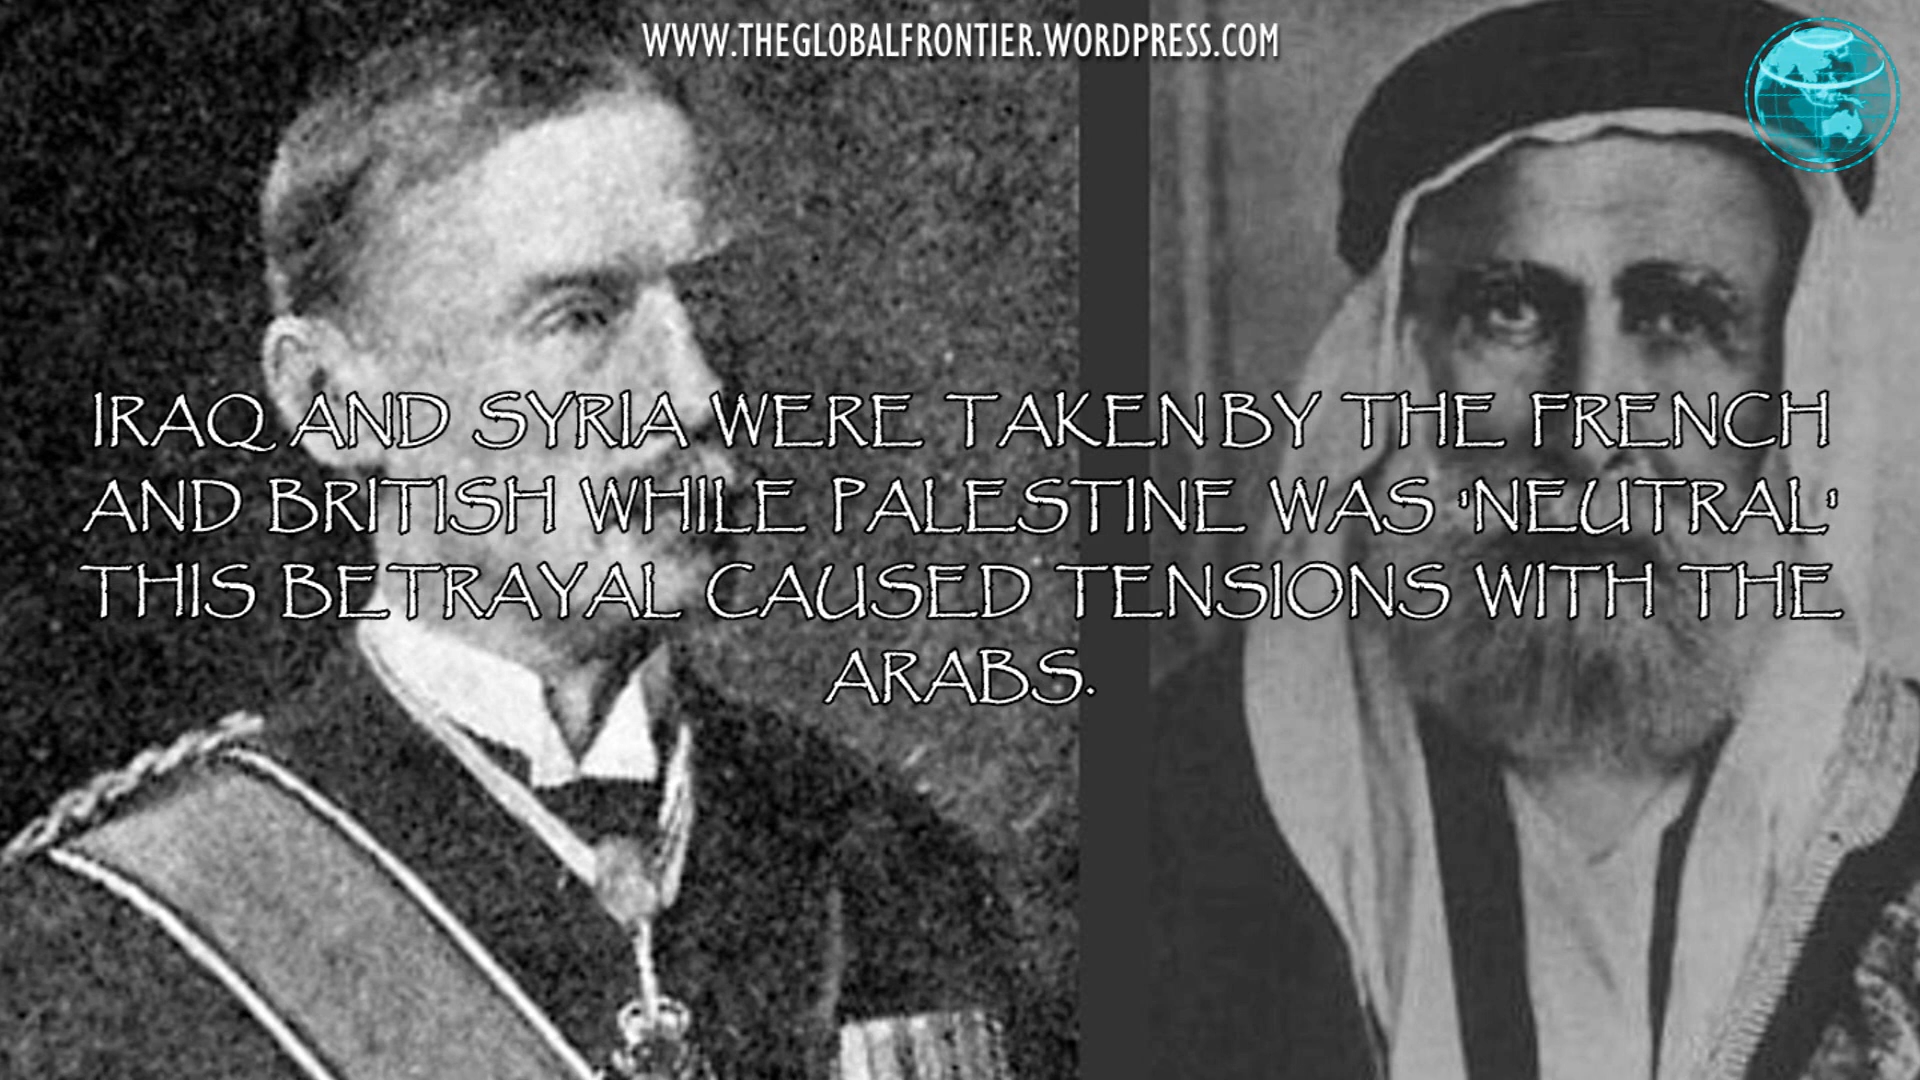 WWW.THEGLOBALFRONTIER.WORDPRESS.COM
IRAQ AND SYRIA WERE TAKEN BY THE FRENCH
AND BRITISH WHILE PALESTINE WAS 'NEUTRAL'
THIS BETRAYAL CAUSED TENSIONS WITH THE
ARABS.